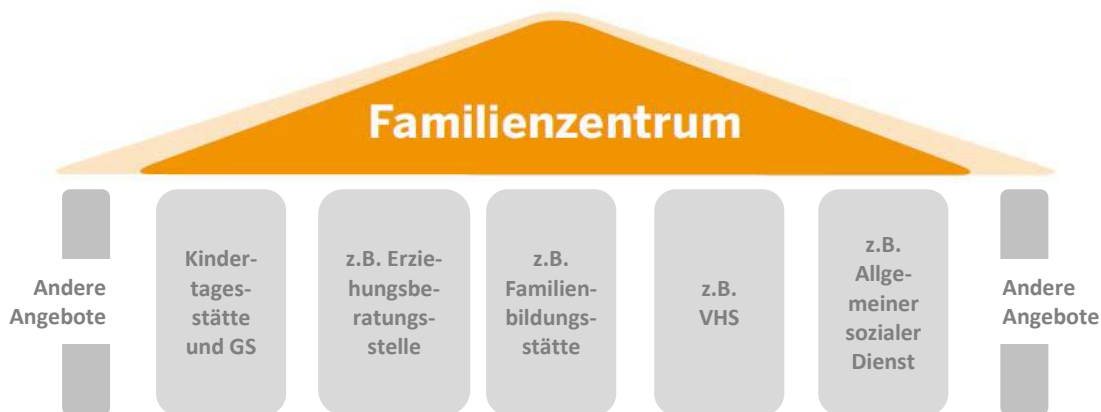 Familienzentrum
Andere
Angebote
Kinder-
tages-
stätte
und GS
z.B. Erzie-
hungsbe-
ratungs-
stelle
z.B.
Familien-
bildungs-
stätte
z.B.
VHS
z.B.
Allge-
meiner
sozialer
Dienst
Andere
Angebote